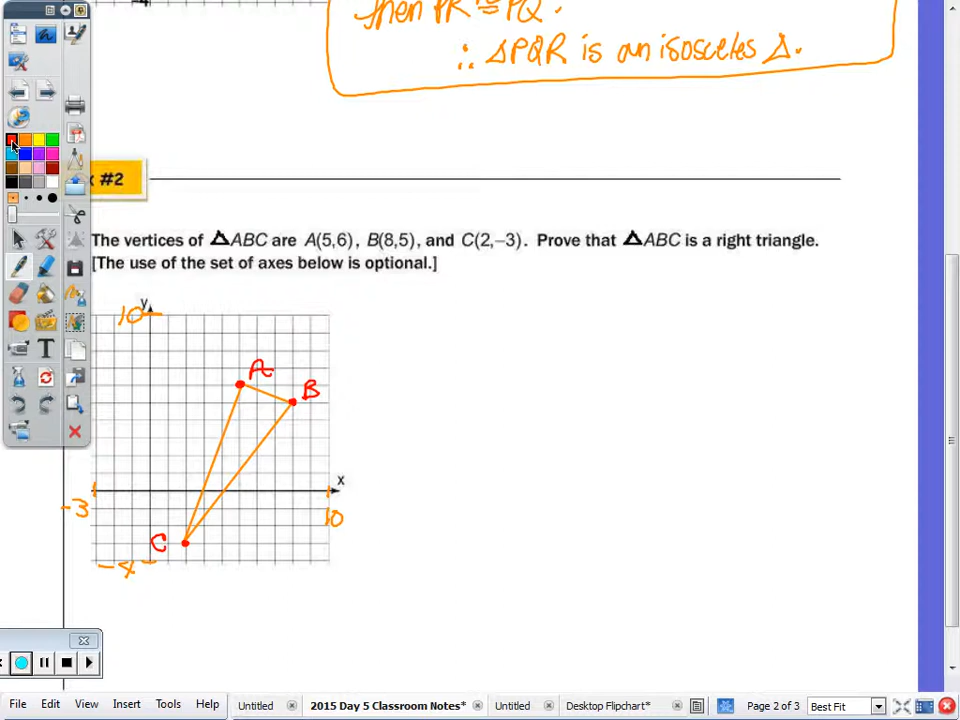 -4
Then PR ≅ PQ.
∴ △PQR is an isosceles △.
x #2
The vertices of △ABC are A(5,6), B(8,5), and C(2,–3). Prove that △ABC is a right triangle.
[The use of the set of axes below is optional.]
y
10
A
B
x
-3
10
C
-4
File Edit View Insert Tools Help Untitled 2015 Day 5 Classroom Notes* Untitled Desktop Flipchart* Page 2 of 3 Best Fit